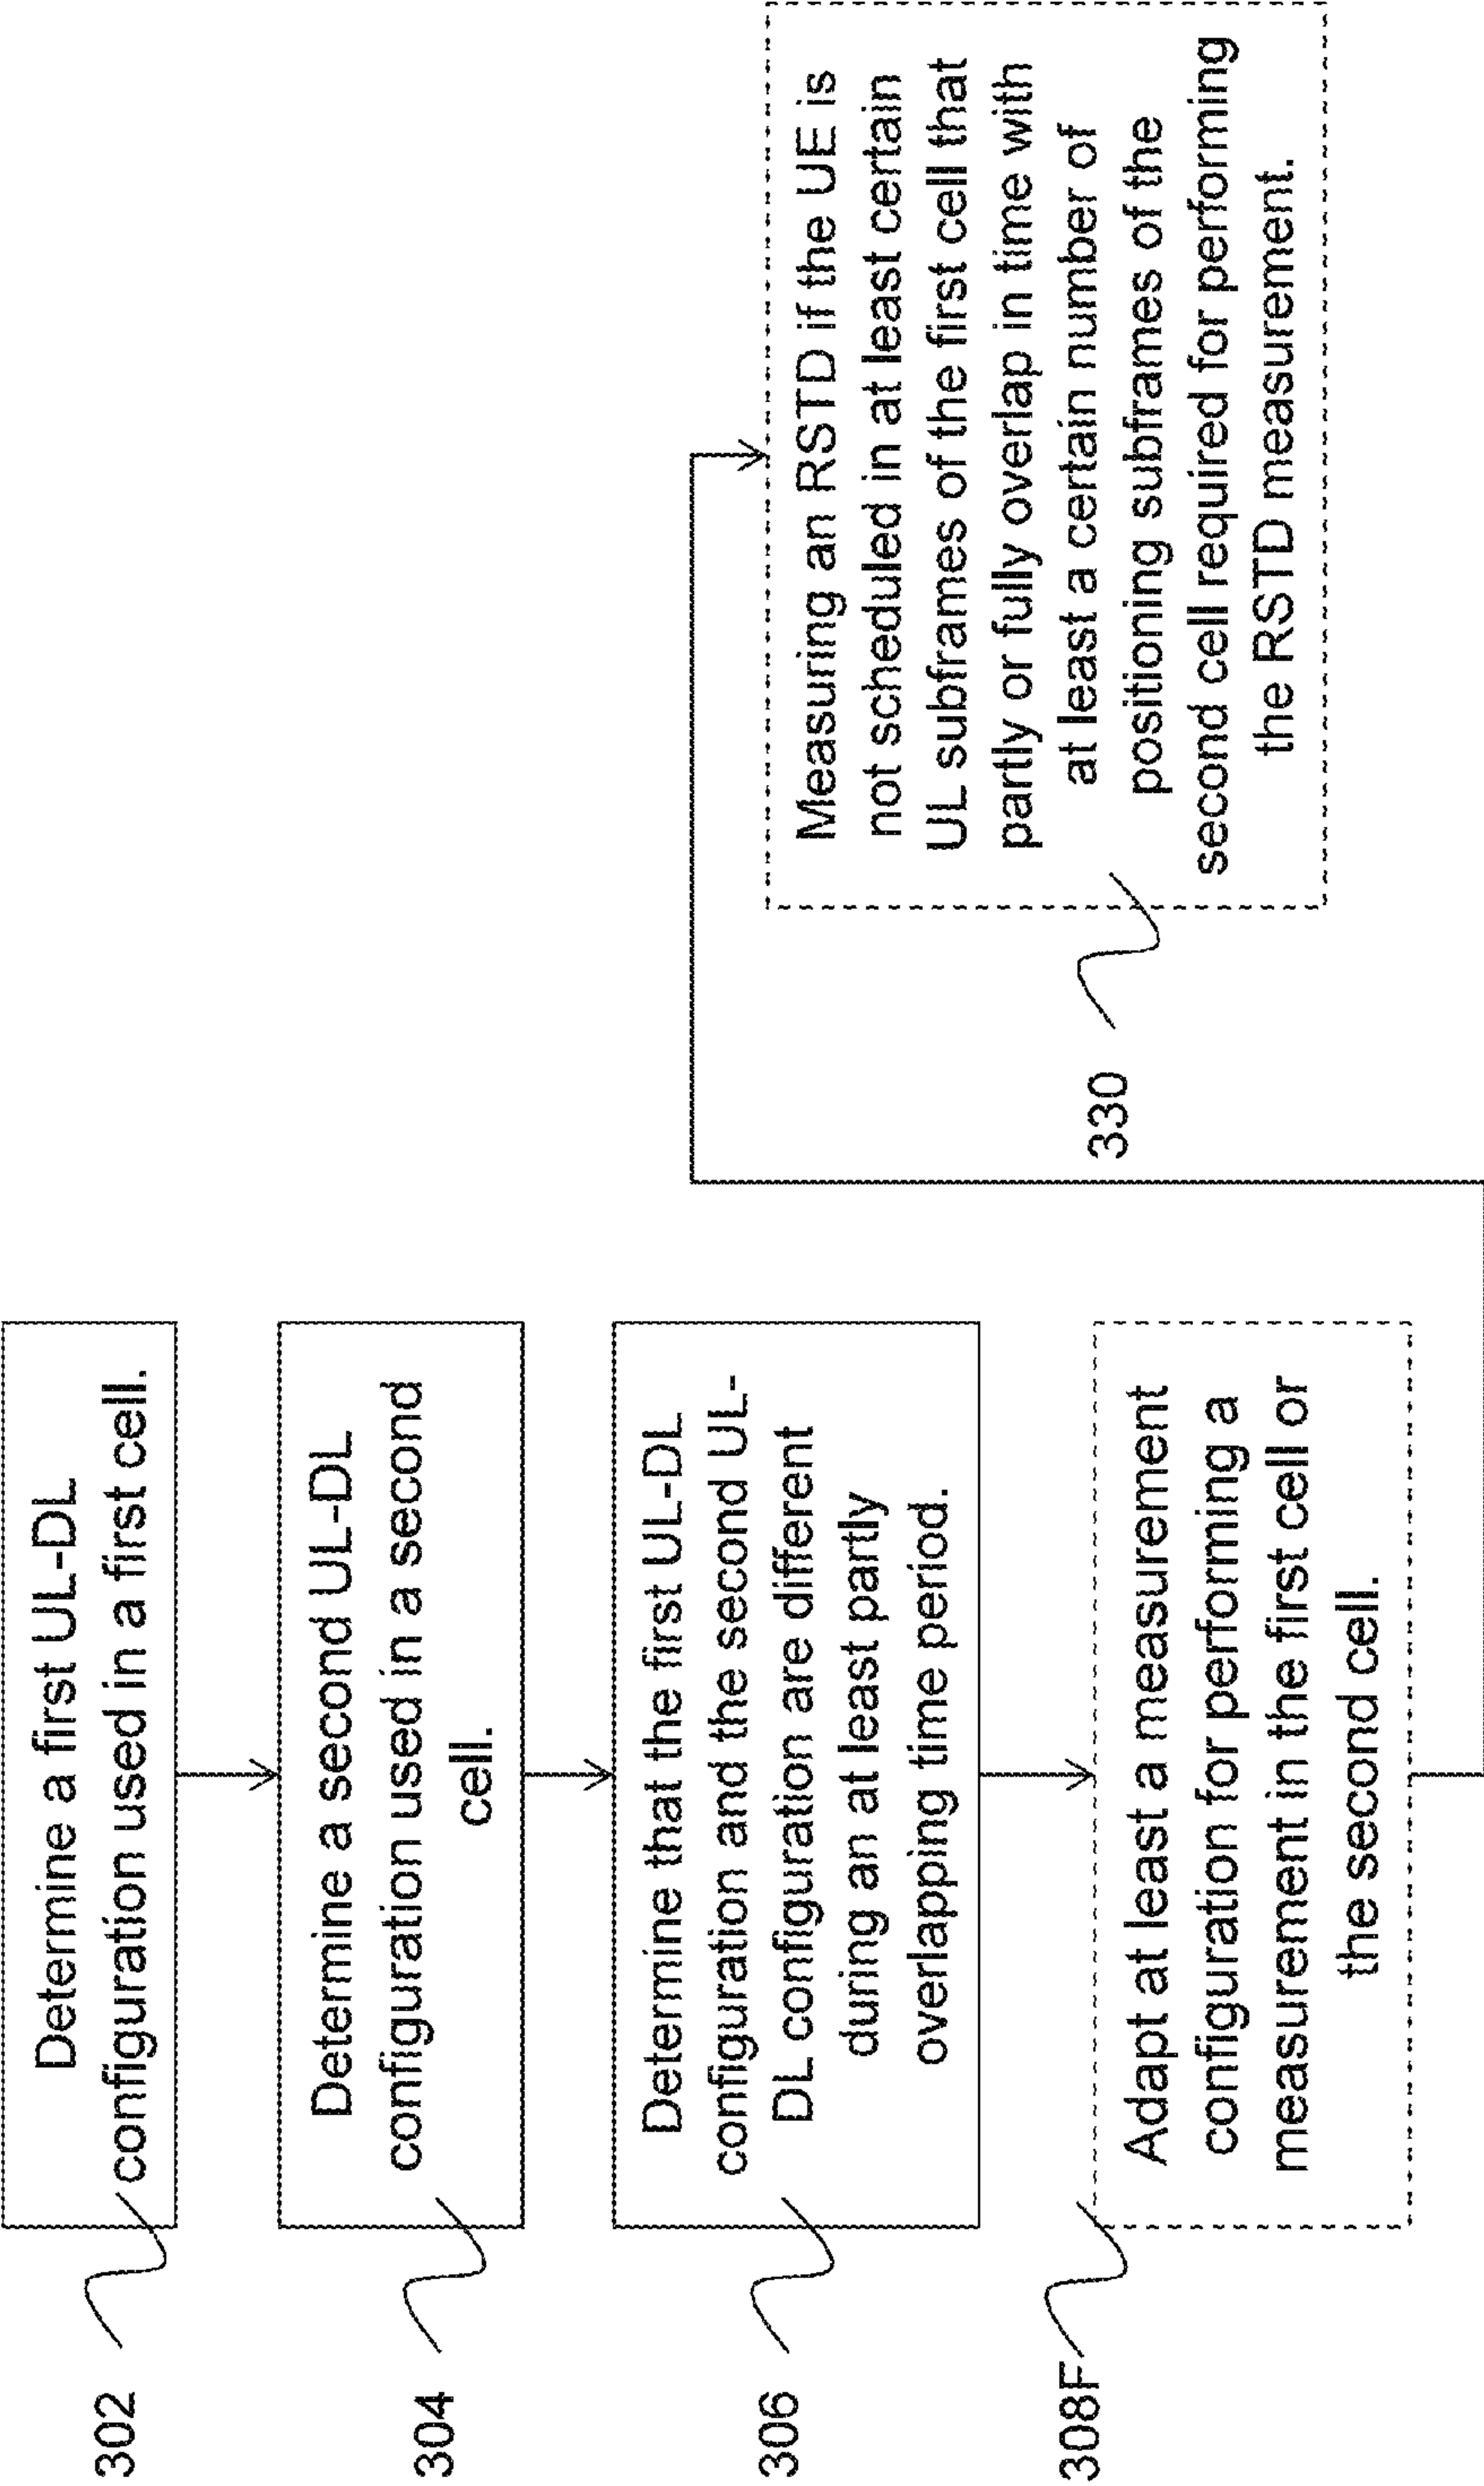 302
Determine a first UL-DL
configuration used in a first cell.
304
Determine a second UL-DL
configuration used in a second
cell.
306
Determine that the first UL-DL
configuration and the second UL-
DL configuration are different
during an at least partly
overlapping time period.
308F
Adapt at least a measurement
configuration for performing a
measurement in the first cell or
the second cell.
330
Measuring an RSTD if the UE is
not scheduled in at least certain
UL subframes of the first cell that
partly or fully overlap in time with
at least a certain number of
positioning subframes of the
second cell required for performing
the RSTD measurement.